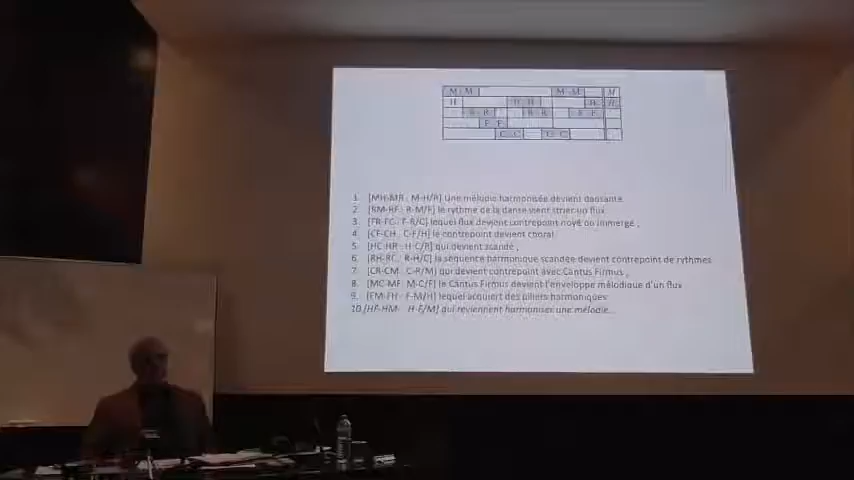 M M M M M
H H H H H
R R R R R F
F F
C C C C
1. [MH-MR : M-H/R] Une mélodie harmonisée devient dansante
2. [RM-RF : R-M/F] le rythme de la danse vient strier un flux
3. [FR-FC : F-R/C] lequel flux devient contrepoint noyé ou immergé ,
4. [CF-CH : C-F/H] le contrepoint devient choral
5. [HC-HR : H-C/R] qui devient scandé ,
6. [RH-RC : R-H/C] la séquence harmonique scandée devient contrepoint de rythmes
7. [CR-CM : C-R/M] qui devient contrepoint avec Cantus Firmus ,
8. [MC-MF : M-C/F] le Cantus Firmus devient l'enveloppe mélodique d'un flux
9. [FM-FH : F-M/H] lequel acquiert des piliers harmoniques
10. [HF-HM : H-F/M] qui reviennent harmoniser une mélodie...